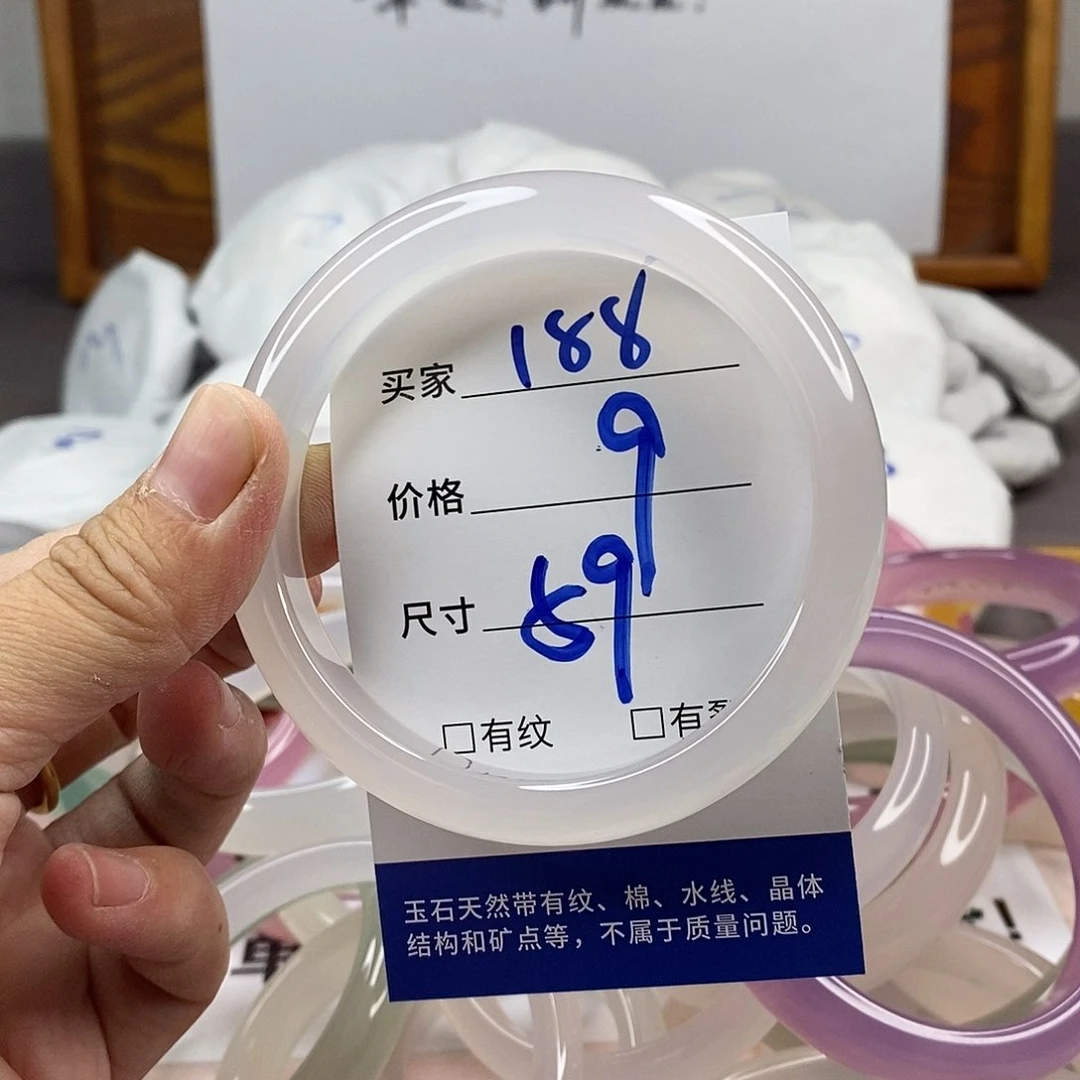 买家 188
9
价格
尺寸 59
□有纹 □有裂
玉石天然带有纹、棉、水线、晶体
结构和矿点等，不属于质量问题。